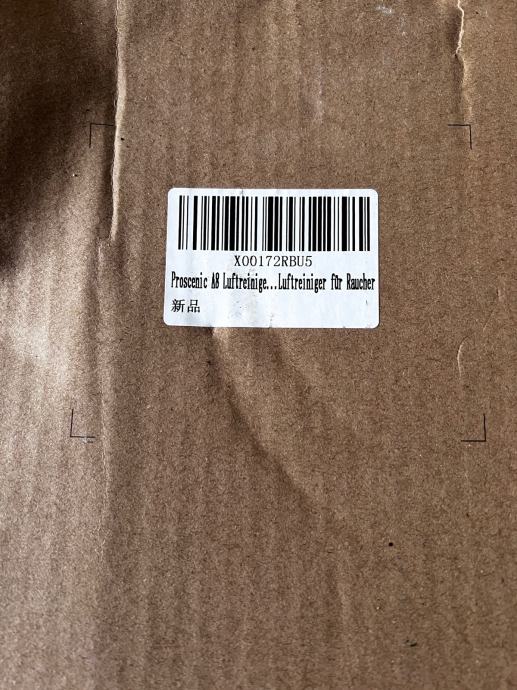 X00172RBU5
Proscenic A8 Luftreinige...Luftreiniger für Raucher
新品